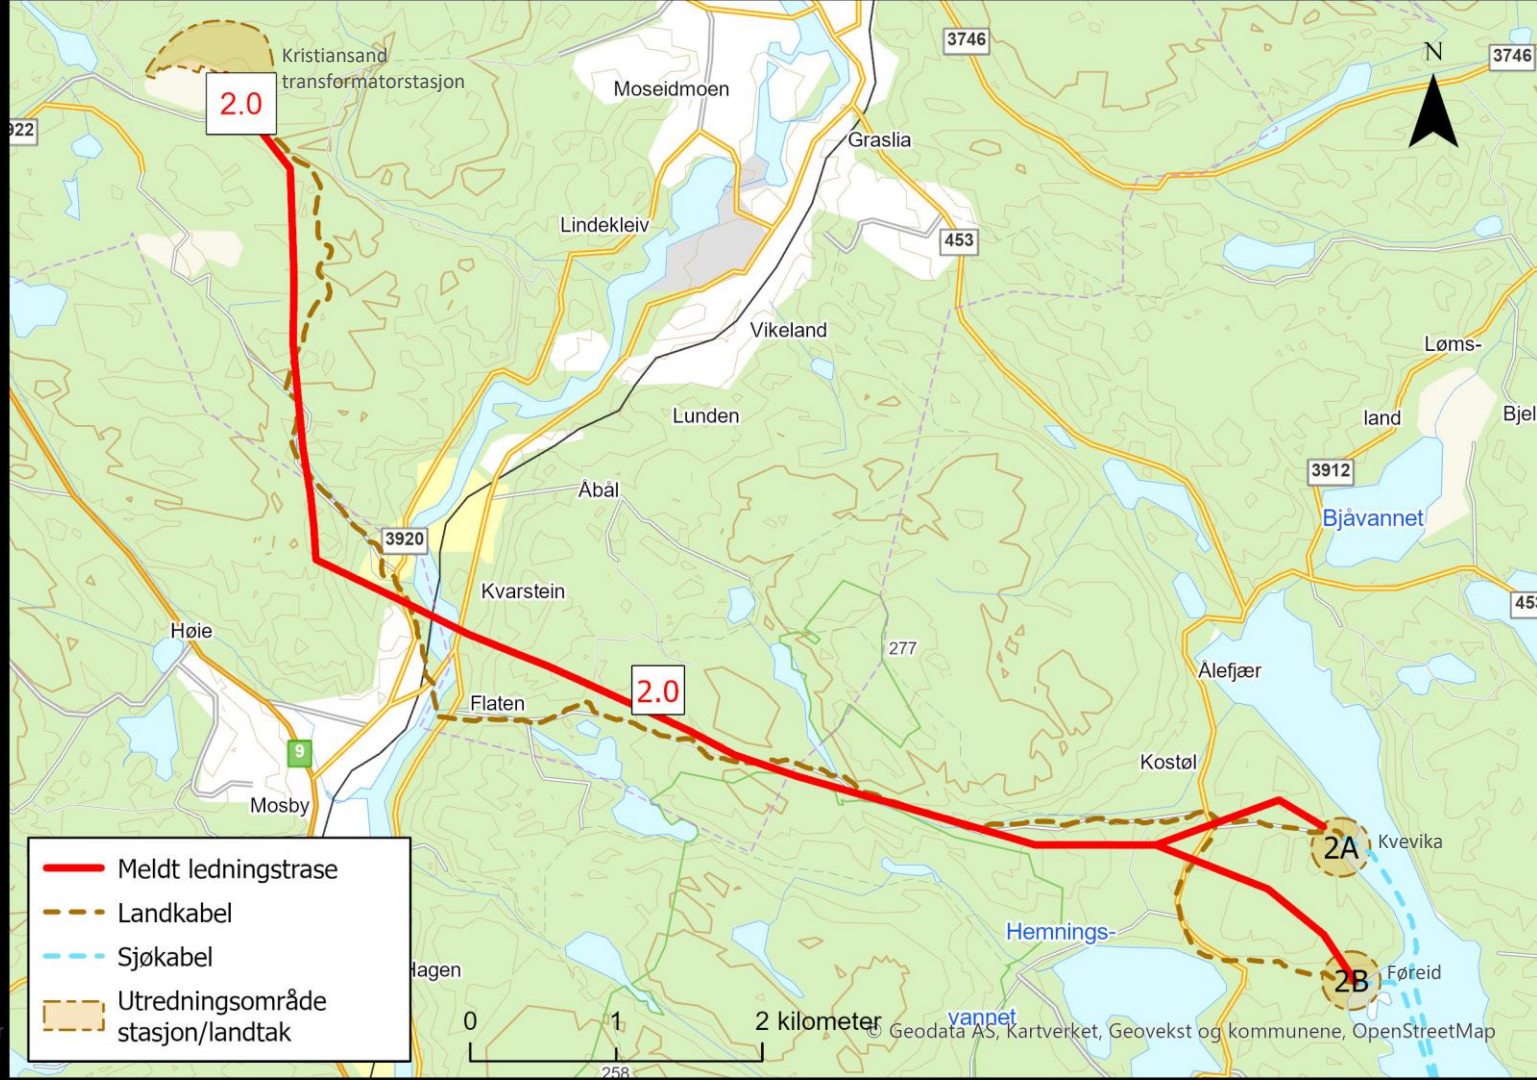 3746
3746
N
Kristiansand
transformatorstasjon
2.0
Moseidmoen
922
Graslia
Lindekleiv
453
Vikeland
Løms-
land
Bjel
Lunden
3912
Åbål
Bjåvannet
3920
Kvarstein
453
Høie
277
Ålefjær
2.0
Flaten
9
Kostøl
Mosby
2A
Kvevika
Meldt ledningstrase
Landkabel
Sjøkabel
Utredningsområde
stasjon/landtak
Hemnings-
vannet
Hagen
2B
Føreid
0 1 2 kilometer
© Geodata AS, Kartverket, Geovekst og kommunene, OpenStreetMap
258